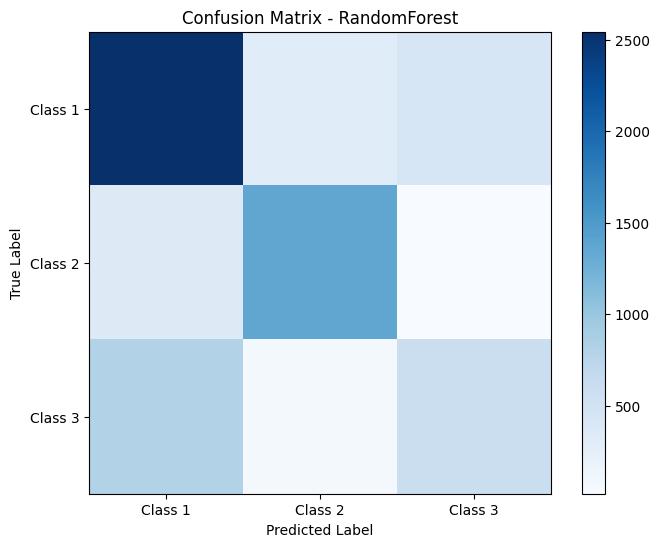 Confusion Matrix - RandomForest
True Label
Class 1
Class 2
Class 3
Class 1 Class 2 Class 3
Predicted Label
2500
2000
1500
1000
500